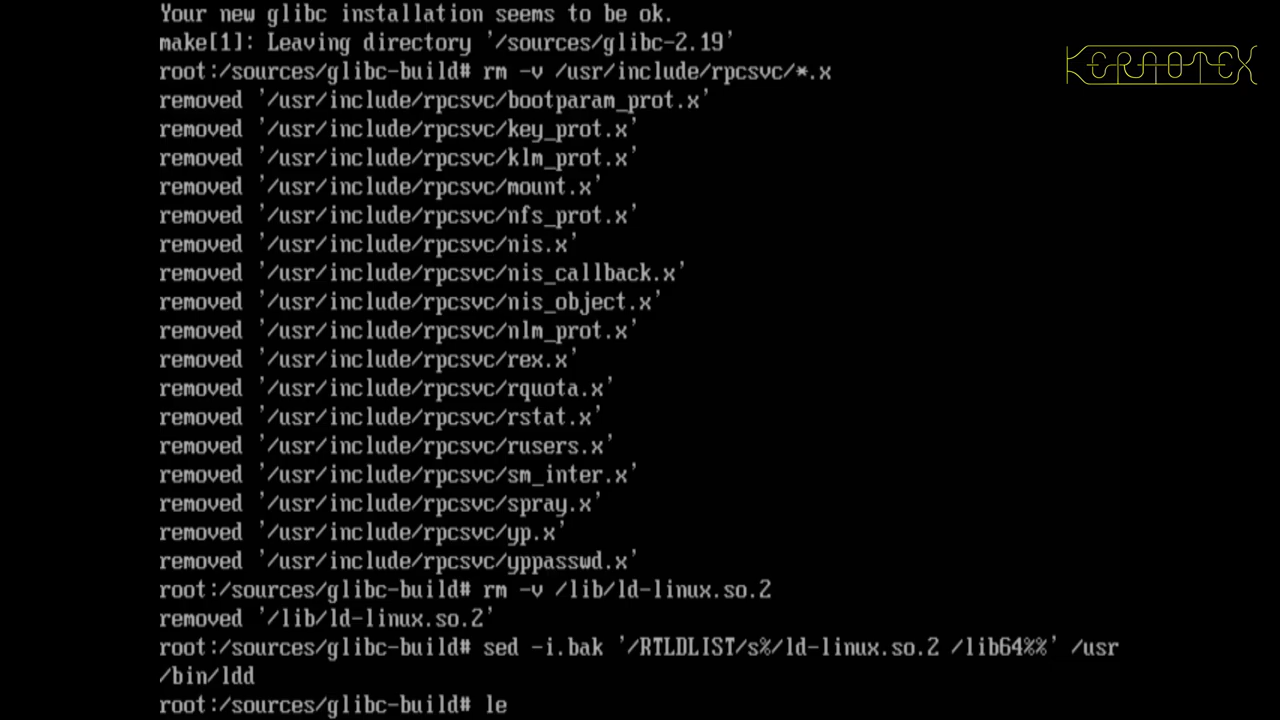 Your new glibc installation seems to be ok.
make[1]: Leaving directory '/sources/glibc-2.19'
root:/sources/glibc-build# rm -v /usr/include/rpcsvc/*.x
removed '/usr/include/rpcsvc/bootparam_prot.x'
removed '/usr/include/rpcsvc/key_prot.x'
removed '/usr/include/rpcsvc/klm_prot.x'
removed '/usr/include/rpcsvc/mount.x'
removed '/usr/include/rpcsvc/nfs_prot.x'
removed '/usr/include/rpcsvc/nis.x'
removed '/usr/include/rpcsvc/nis_callback.x'
removed '/usr/include/rpcsvc/nis_object.x'
removed '/usr/include/rpcsvc/nlm_prot.x'
removed '/usr/include/rpcsvc/rex.x'
removed '/usr/include/rpcsvc/rquota.x'
removed '/usr/include/rpcsvc/rstat.x'
removed '/usr/include/rpcsvc/rusers.x'
removed '/usr/include/rpcsvc/sm_inter.x'
removed '/usr/include/rpcsvc/spray.x'
removed '/usr/include/rpcsvc/yp.x'
removed '/usr/include/rpcsvc/yppasswd.x'
root:/sources/glibc-build# rm -v /lib/ld-linux.so.2
removed '/lib/ld-linux.so.2'
root:/sources/glibc-build# sed -i.bak '/RTLDLIST/s%/ld-linux.so.2 /lib64%%' /usr
/bin/ldd
root:/sources/glibc-build# le